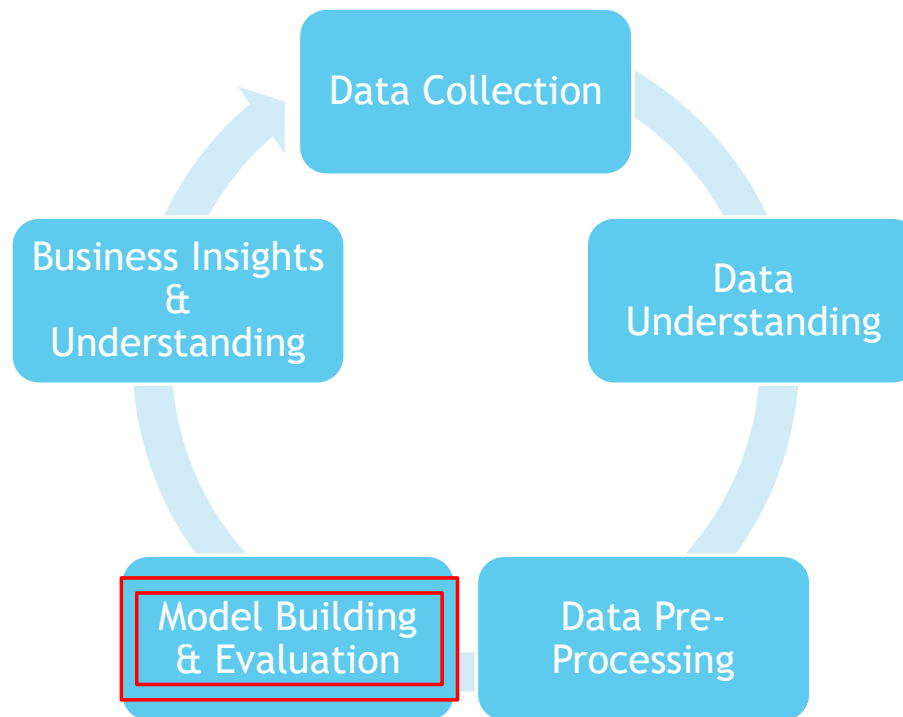 Data Collection
Data
Understanding
Data Pre-
Processing
Model Building
& Evaluation
Business Insights
&
Understanding